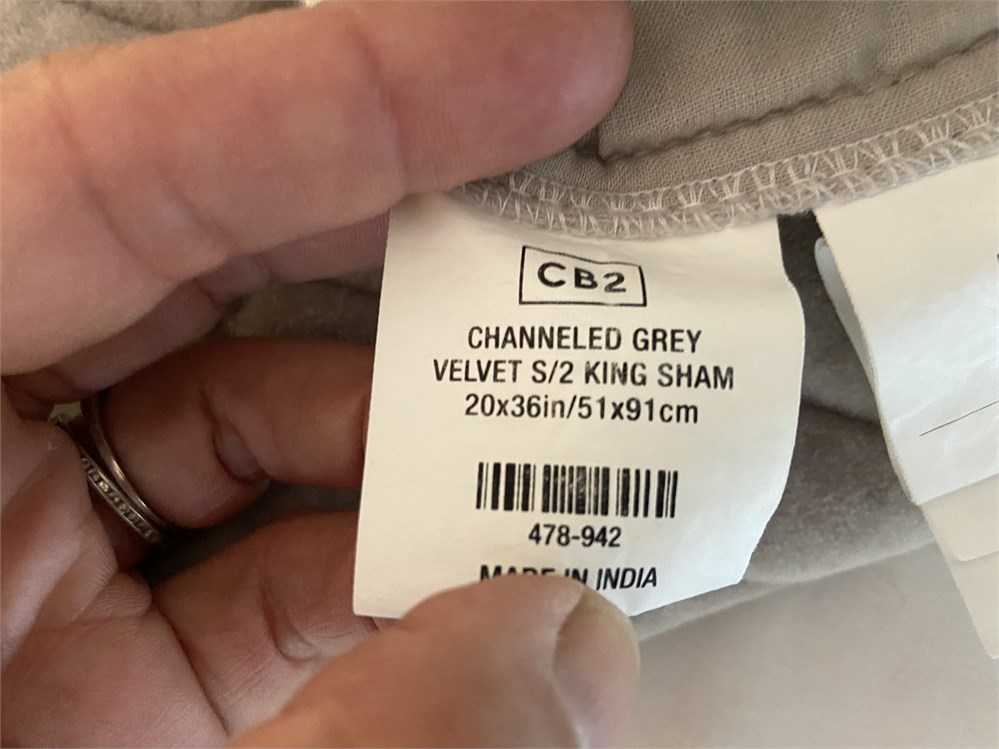 CB2
CHANNELED GREY
VELVET S/2 KING SHAM
20x36in/51x91cm
478-942
MADE IN INDIA